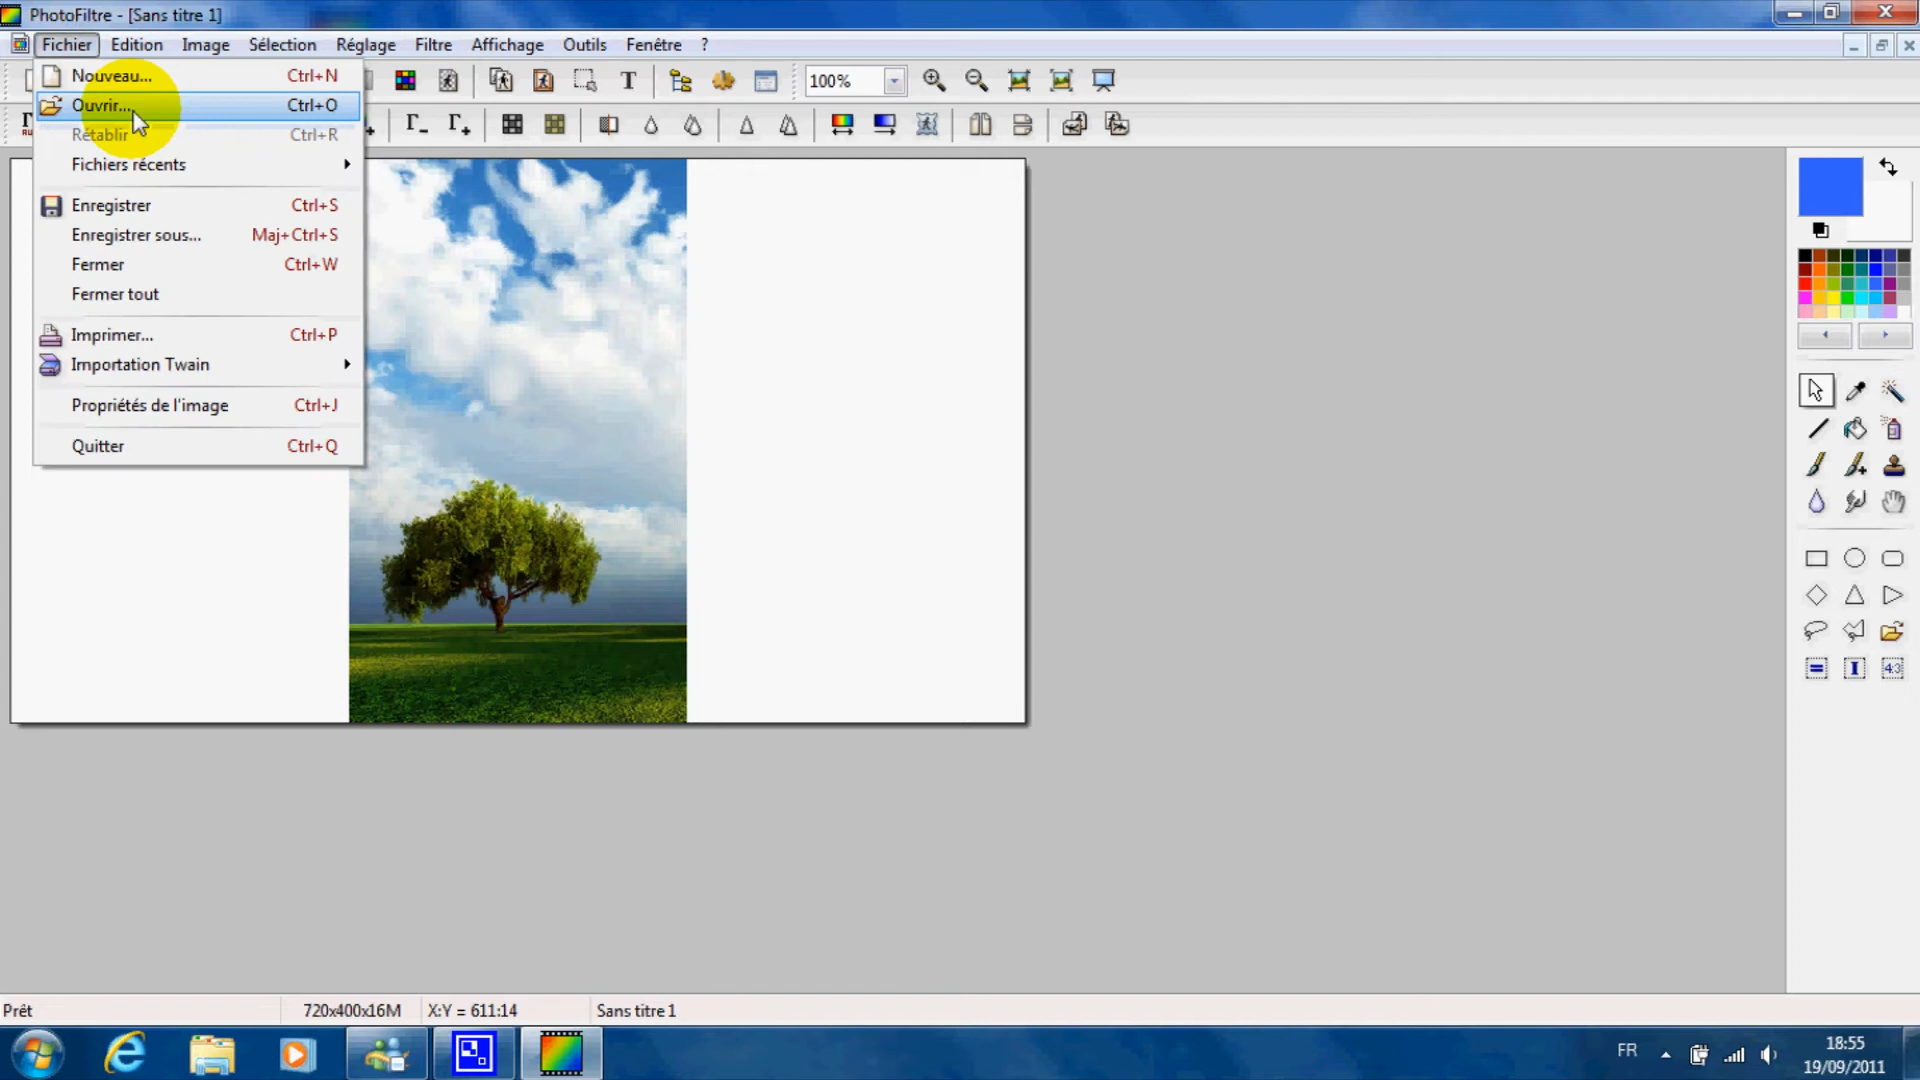 PhotoFiltre - [Sans titre 1]
Fichier Edition Image Sélection Réglage Filtre Affichage Outils Fenêtre ?
Nouveau... Ctrl+N
100%
Ouvrir... Ctrl+O
Rétablir Ctrl+R
Fichiers récents
Enregistrer Ctrl+S
Enregistrer sous... Maj+Ctrl+S
Fermer Ctrl+W
Fermer tout
Imprimer... Ctrl+P
Importation Twain
Propriétés de l'image Ctrl+J
Quitter Ctrl+Q
4:3
Prêt 720x400x16M X:Y = 611:14 Sans titre 1
FR
18:55
19/09/2011